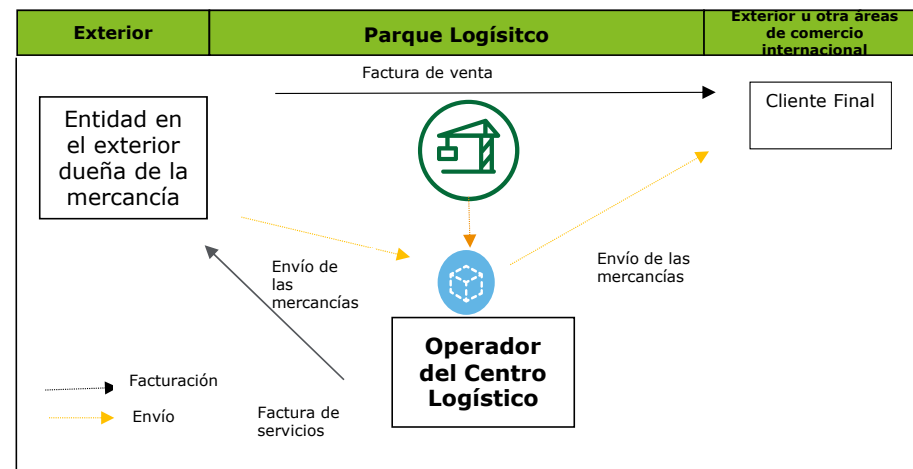 Exterior
Parque Logísitco
Exterior u otra áreas
de comercio
internacional
Factura de venta
Entidad en
el exterior
dueña de la
mercancía
Cliente Final
Envío de
las
mercancías
Envío de las
mercancías
Operador
del Centro
Logístico
Facturación
Envío
Factura de
servicios